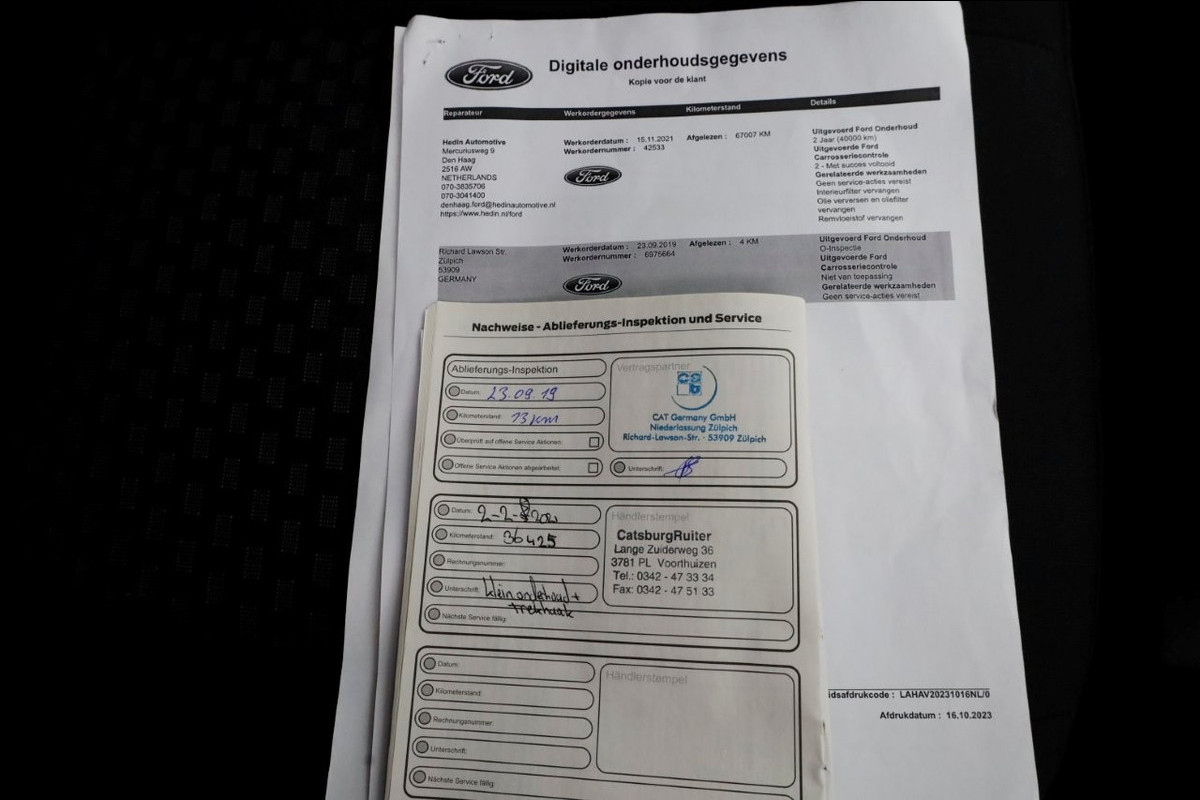 Ford
Digitale onderhoudsgegevens
Kopie voor de klant
Reparateur Werkordergegevens Kilometerstand Details
Hedin Automotive
Mercuriusweg 9
Den Haag
2516 AW
NETHERLANDS
070-3835706
070-3041400
denhaag.ford@hedinautomotive.nl
https://www.hedin.nl/ford
Werkorderdatum : 15.11.2021 Afgelezen : 67007 KM
Werkordernummer : 42533
Ford
Uitgevoerd Ford Onderhoud
2 Jaar (40000 km)
Uitgevoerde Ford
Carrosseriecontrole
2 - Met succes voltooid
Gerelateerde werkzaamheden
Geen service-acties vereist
Interieurfilter vervangen
Olie verversen en oliefilter
vervangen
Remvloeistof vervangen
Richard Lawson Str.
Zülpich
53909
GERMANY
Werkorderdatum : 23.09.2019 Afgelezen : 4 KM
Werkordernummer : 6975664
Ford
Uitgevoerd Ford Onderhoud
O-Inspectie
Uitgevoerde Ford
Carrosseriecontrole
Niet van toepassing
Gerelateerde werkzaamheden
Geen service-acties vereist
Nachweise - Ablieferungs-Inspektion und Service
Ablieferungs-Inspektion
Datum: 23.09.19
Kilometerstand: 13 km
Überprüft auf offene Service Aktionen:
Offene Service Aktionen abgearbeitet:
Vertragspartner
CAT Germany GmbH
Niederlassung Zülpich
Richard-Lawson-Str. · 53909 Zülpich
Unterschrift:
Datum: 2-2-2021
Kilometerstand: 36425
Rechnungsnummer:
Unterschrift: klein onderhoud +
trekhaak
Nächste Service fällig:
Händlerstempel
CatsburgRuiter
Lange Zuiderweg 36
3781 PL Voorthuizen
Tel.: 0342 - 47 33 34
Fax: 0342 - 47 51 33
Datum:
Kilometerstand:
Rechnungsnummer:
Unterschrift:
Nächste Service fällig:
Händlerstempel
idsafdrukcode : LAHAV20231016NL/0
Afdrukdatum : 16.10.2023